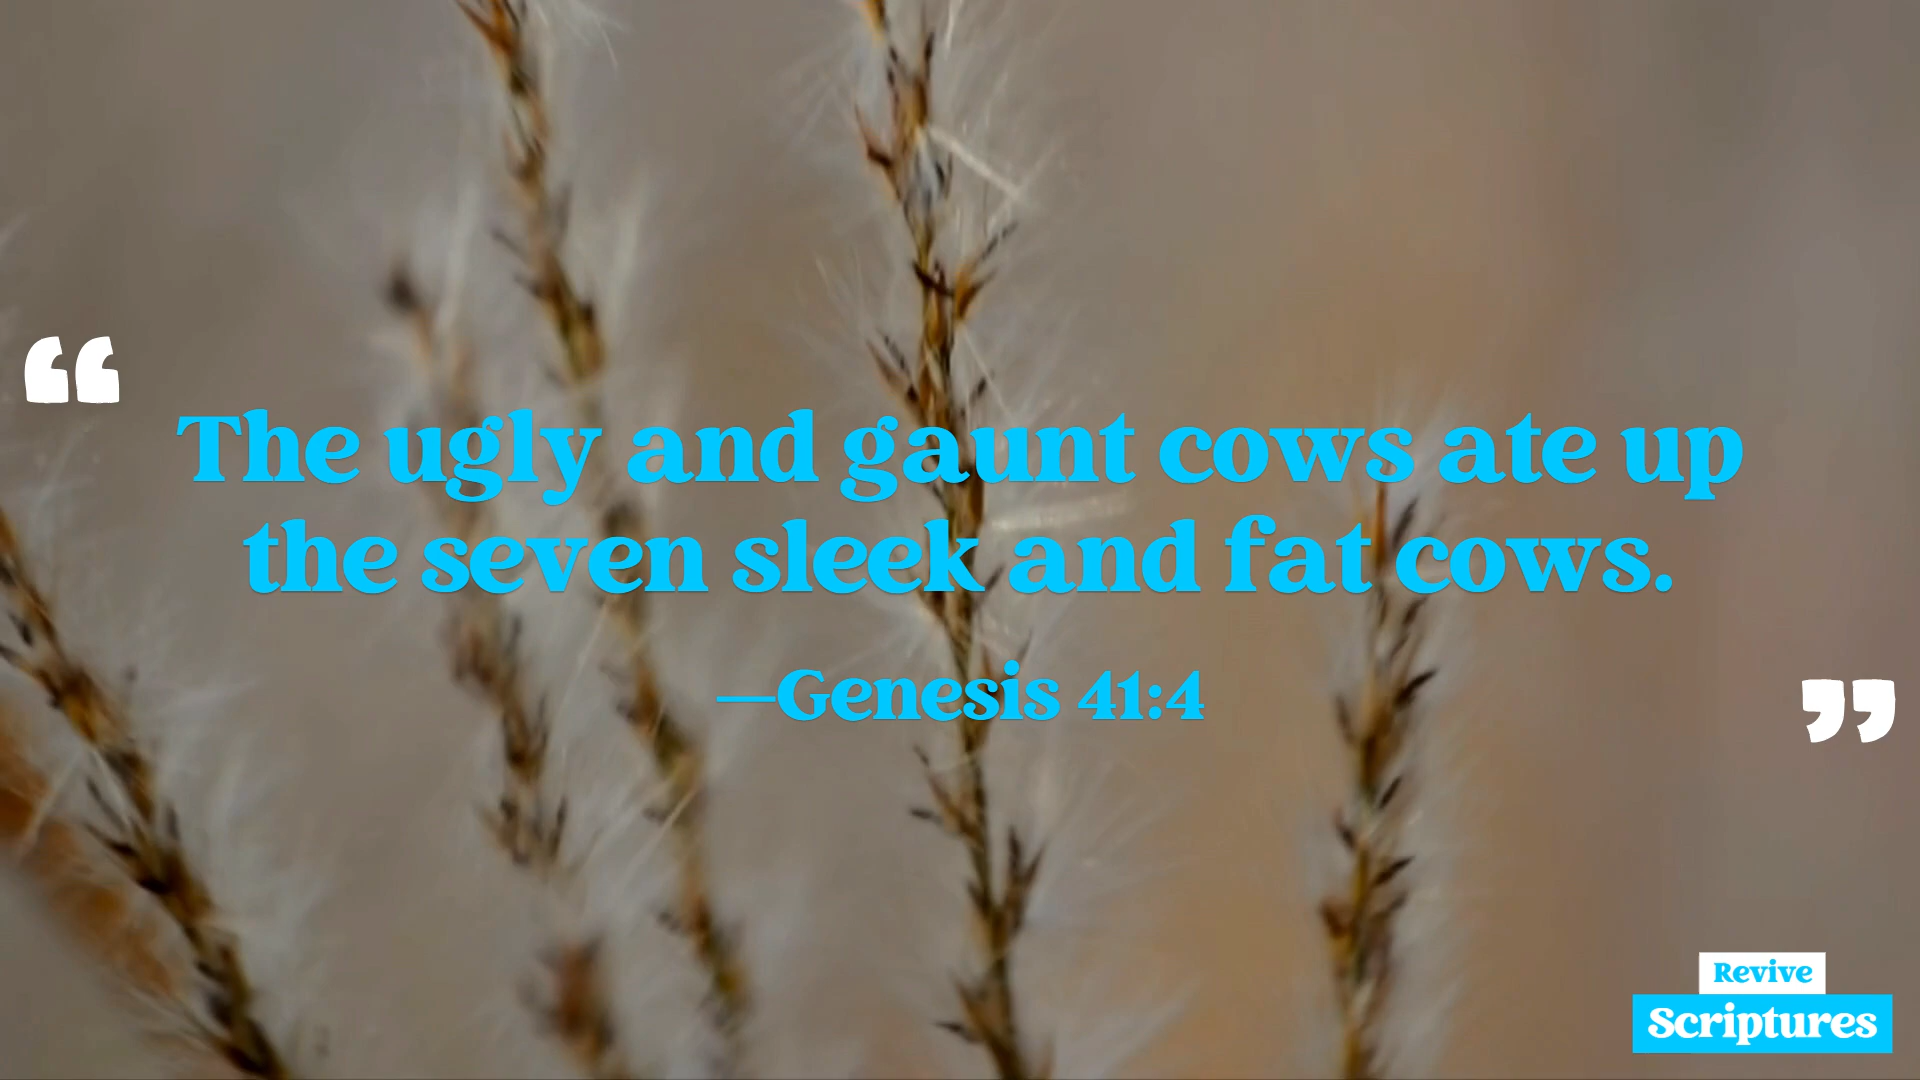 “
The ugly and gaunt cows ate up
the seven sleek and fat cows.
—Genesis 41:4
”
Revive
Scriptures